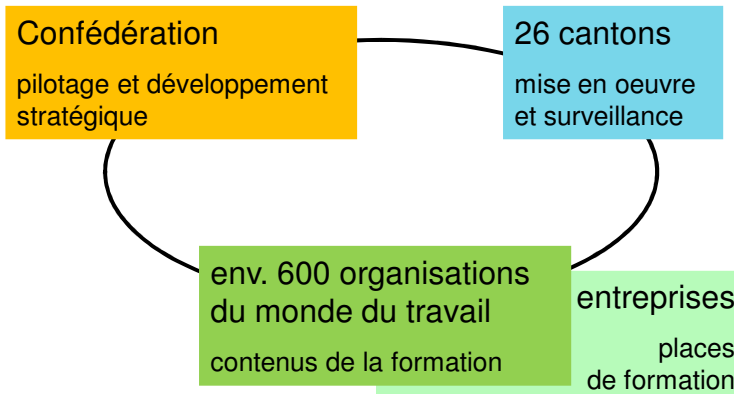 Confédération
pilotage et développement
stratégique
26 cantons
mise en oeuvre
et surveillance
env. 600 organisations
du monde du travail
contenus de la formation
entreprises
places
de formation